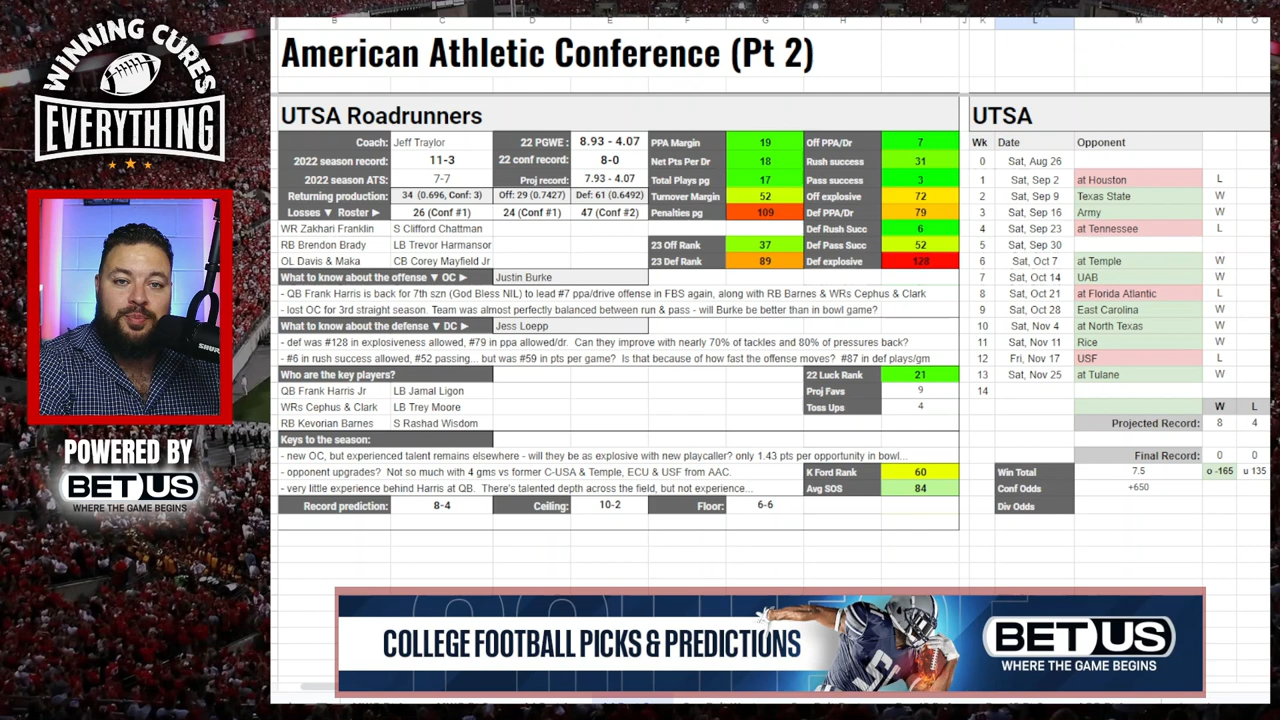 WINNING CURES
EVERYTHING
POWERED BY
BET US
WHERE THE GAME BEGINS
B C D E F G H I J K L M N O
American Athletic Conference (Pt 2)
UTSA Roadrunners
Coach: Jeff Traylor 22 PGWE : 8.93 - 4.07 PPA Margin 19 Off PPA/Dr 7
2022 season record: 11-3 22 conf record: 8-0 Net Pts Per Dr 18 Rush success 31
2022 season ATS: 7-7 Proj record: 7.93 - 4.07 Total Plays pg 17 Pass success 3
Returning production: 34 (0.696, Conf: 3) Off: 29 (0.7427) Def: 61 (0.6492) Turnover Margin 52 Off explosive 72
Losses ▼ Roster ► 26 (Conf #1) 24 (Conf #1) 47 (Conf #2) Penalties pg 109 Def PPA/Dr 79
WR Zakhari Franklin S Clifford Chattman Def Rush Succ 6
RB Brendon Brady LB Trevor Harmanson 23 Off Rank 37 Def Pass Succ 52
OL Davis & Maka CB Corey Mayfield Jr 23 Def Rank 89 Def explosive 128
What to know about the offense ▼ OC ► Justin Burke
- QB Frank Harris is back for 7th szn (God Bless NIL) to lead #7 ppa/drive offense in FBS again, along with RB Barnes & WRs Cephus & Clark
- lost OC for 3rd straight season. Team was almost perfectly balanced between run & pass - will Burke be better than in bowl game?
What to know about the defense ▼ DC ► Jess Loepp
- def was #128 in explosiveness allowed, #79 in ppa allowed/dr. Can they improve with nearly 70% of tackles and 80% of pressures back?
- #6 in rush success allowed, #52 passing... but was #59 in pts per game? Is that because of how fast the offense moves? #87 in def plays/gm
Who are the key players? 22 Luck Rank 21
QB Frank Harris Jr LB Jamal Ligon Proj Favs 9
WRs Cephus & Clark LB Trey Moore Toss Ups 4
RB Kevorian Barnes S Rashad Wisdom
Keys to the season:
- new OC, but experienced talent remains elsewhere - will they be as explosive with new playcaller? only 1.43 pts per opportunity in bowl...
- opponent upgrades? Not so much with 4 gms vs former C-USA & Temple, ECU & USF from AAC. K Ford Rank 60
- very little experience behind Harris at QB. There's talented depth across the field, but not experience... Avg SOS 84
Record prediction: 8-4 Ceiling: 10-2 Floor: 6-6
UTSA
Wk Date Opponent
0 Sat, Aug 26
1 Sat, Sep 2 at Houston L
2 Sat, Sep 9 Texas State W
3 Sat, Sep 16 Army W
4 Sat, Sep 23 at Tennessee L
5 Sat, Sep 30
6 Sat, Oct 7 at Temple W
7 Sat, Oct 14 UAB W
8 Sat, Oct 21 at Florida Atlantic L
9 Sat, Oct 28 East Carolina W
10 Sat, Nov 4 at North Texas W
11 Sat, Nov 11 Rice W
12 Fri, Nov 17 USF L
13 Sat, Nov 25 at Tulane W
14
W L
Projected Record: 8 4
Final Record: 0 0
Win Total 7.5 o -165 u 135
Conf Odds +650
Div Odds
COLLEGE FOOTBALL PICKS & PREDICTIONS
BET US
WHERE THE GAME BEGINS